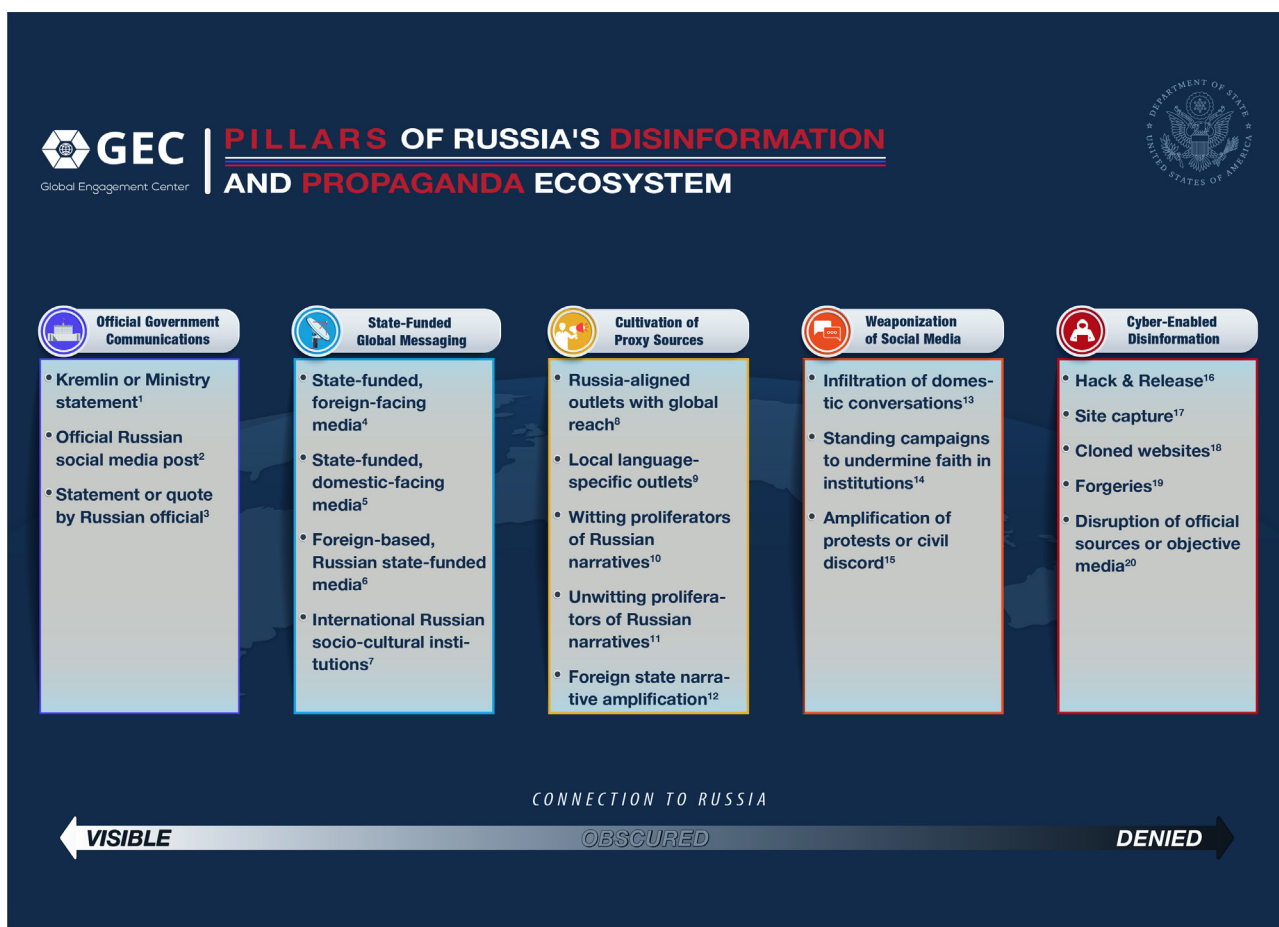 GEC
Global Engagement Center
PILLARS OF RUSSIA'S DISINFORMATION
AND PROPAGANDA ECOSYSTEM
DEPARTMENT OF STATE
UNITED STATES OF AMERICA
Official Government
Communications
• Kremlin or Ministry
statement¹
• Official Russian
social media post²
• Statement or quote
by Russian official³
State-Funded
Global Messaging
• State-funded,
foreign-facing
media⁴
• State-funded,
domestic-facing
media⁵
• Foreign-based,
Russian state-funded
media⁶
• International Russian
socio-cultural insti-
tutions⁷
Cultivation of
Proxy Sources
• Russia-aligned
outlets with global
reach⁸
• Local language-
specific outlets⁹
• Witting proliferators
of Russian
narratives¹⁰
• Unwitting prolifera-
tors of Russian
narratives¹¹
• Foreign state narra-
tive amplification¹²
Weaponization
of Social Media
• Infiltration of domes-
tic conversations¹³
• Standing campaigns
to undermine faith in
institutions¹⁴
• Amplification of
protests or civil
discord¹⁵
Cyber-Enabled
Disinformation
• Hack & Release¹⁶
• Site capture¹⁷
• Cloned websites¹⁸
• Forgeries¹⁹
• Disruption of official
sources or objective
media²⁰
CONNECTION TO RUSSIA
VISIBLE
OBSCURED
DENIED